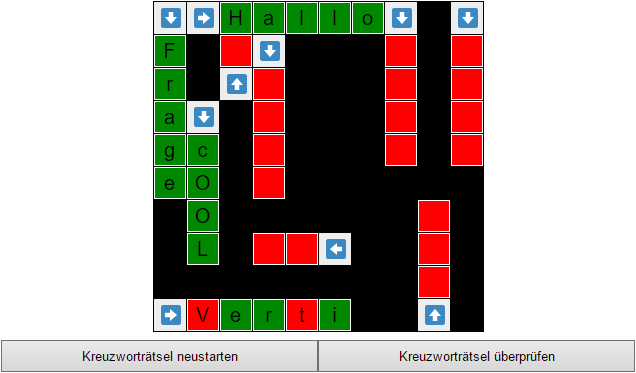 Hallo
Frage
cOOL
Verti
Kreuzworträtsel neustarten
Kreuzworträtsel überprüfen